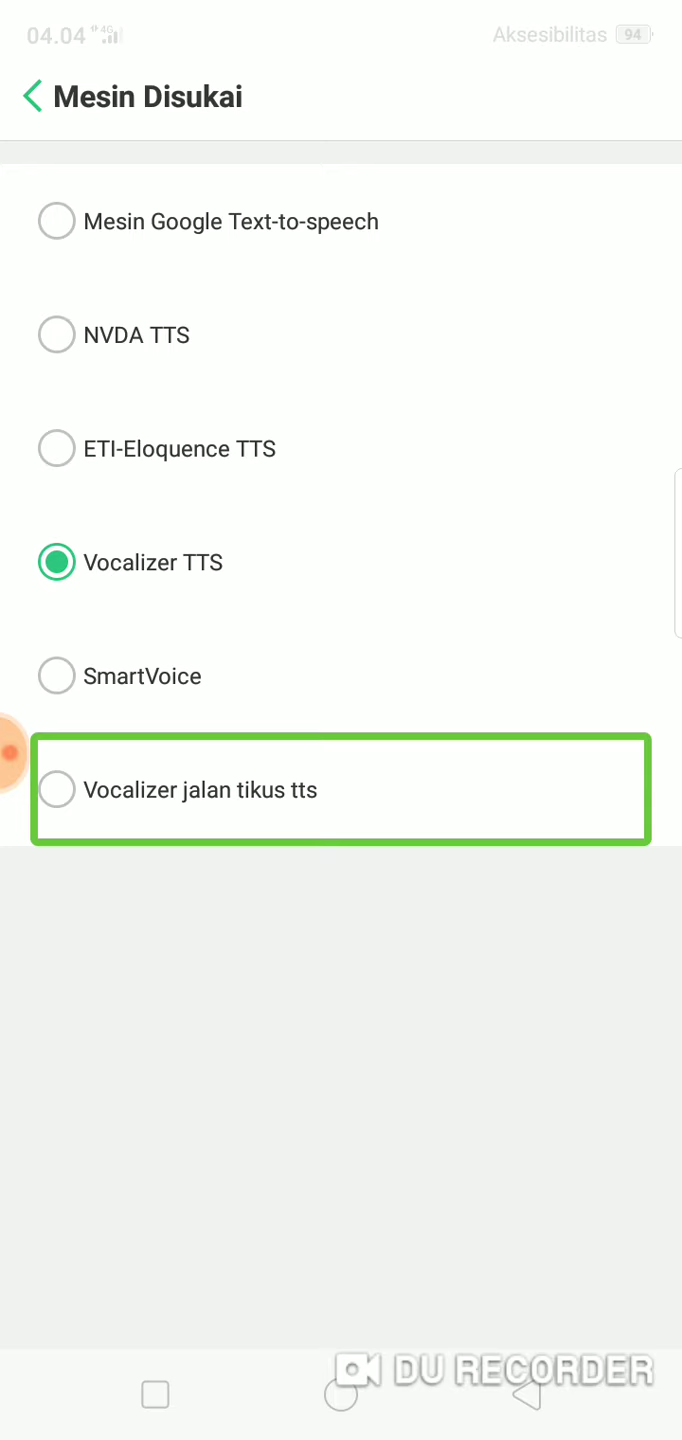 04.04 4G Aksesibilitas 94
Mesin Disukai
Mesin Google Text-to-speech
NVDA TTS
ETI-Eloquence TTS
Vocalizer TTS
SmartVoice
Vocalizer jalan tikus tts
DU RECORDER